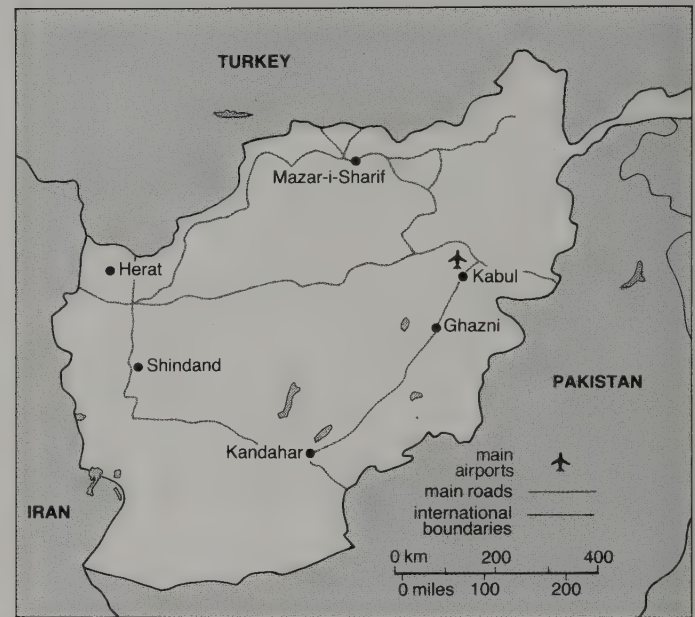 TURKEY
Mazar-i-Sharif
Herat
Kabul
Ghazni
Shindand
PAKISTAN
Kandahar
IRAN
main
airports
main roads
international
boundaries
0 km 200 400
0 miles 100 200